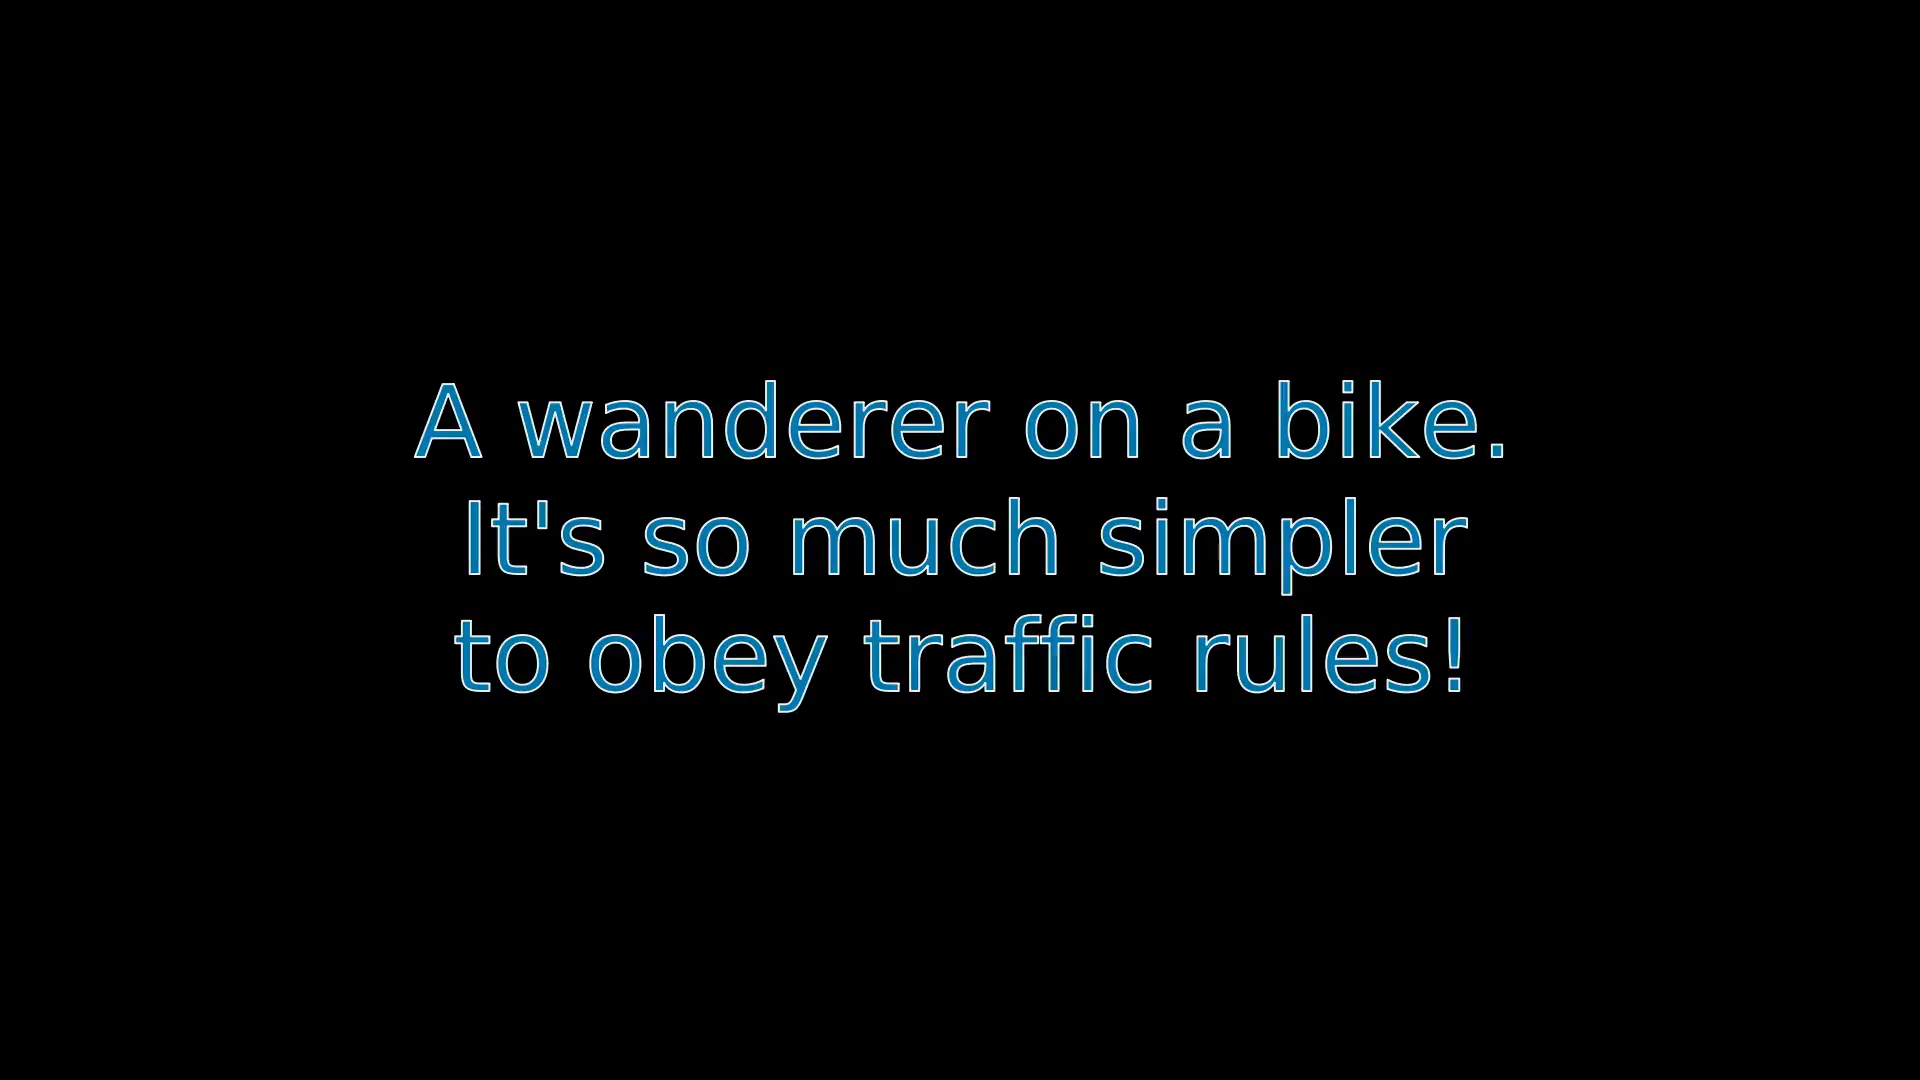 A wanderer on a bike.
It's so much simpler
to obey traffic rules!